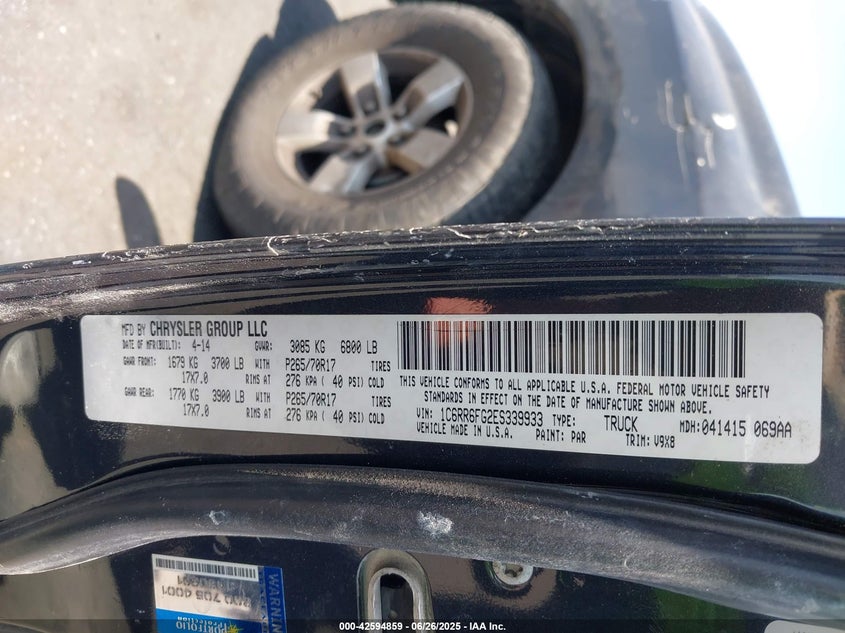 MFD BY CHRYSLER GROUP LLC
DATE OF MFR(BUILT): 4-14 GVWR: 3085 KG 6800 LB
GAWR FRONT: 1679 KG 3700 LB WITH P265/70R17 TIRES
17X7.0 RIMS AT 276 KPA ( 40 PSI) COLD
GAWR REAR: 1770 KG 3900 LB WITH P265/70R17 TIRES
17X7.0 RIMS AT 276 KPA ( 40 PSI) COLD
THIS VEHICLE CONFORMS TO ALL APPLICABLE U.S.A. FEDERAL MOTOR VEHICLE SAFETY
STANDARDS IN EFFECT ON THE DATE OF MANUFACTURE SHOWN ABOVE.
VIN: 1C6RR6FG2ES339933 TYPE: TRUCK MDH: 041415 069AA
VEHICLE MADE IN U.S.A. PAINT: PAR TRIM: V9X8
WARNING
PORTFOLIO
Protection
000-42594859 - 06/26/2025 - IAA Inc.